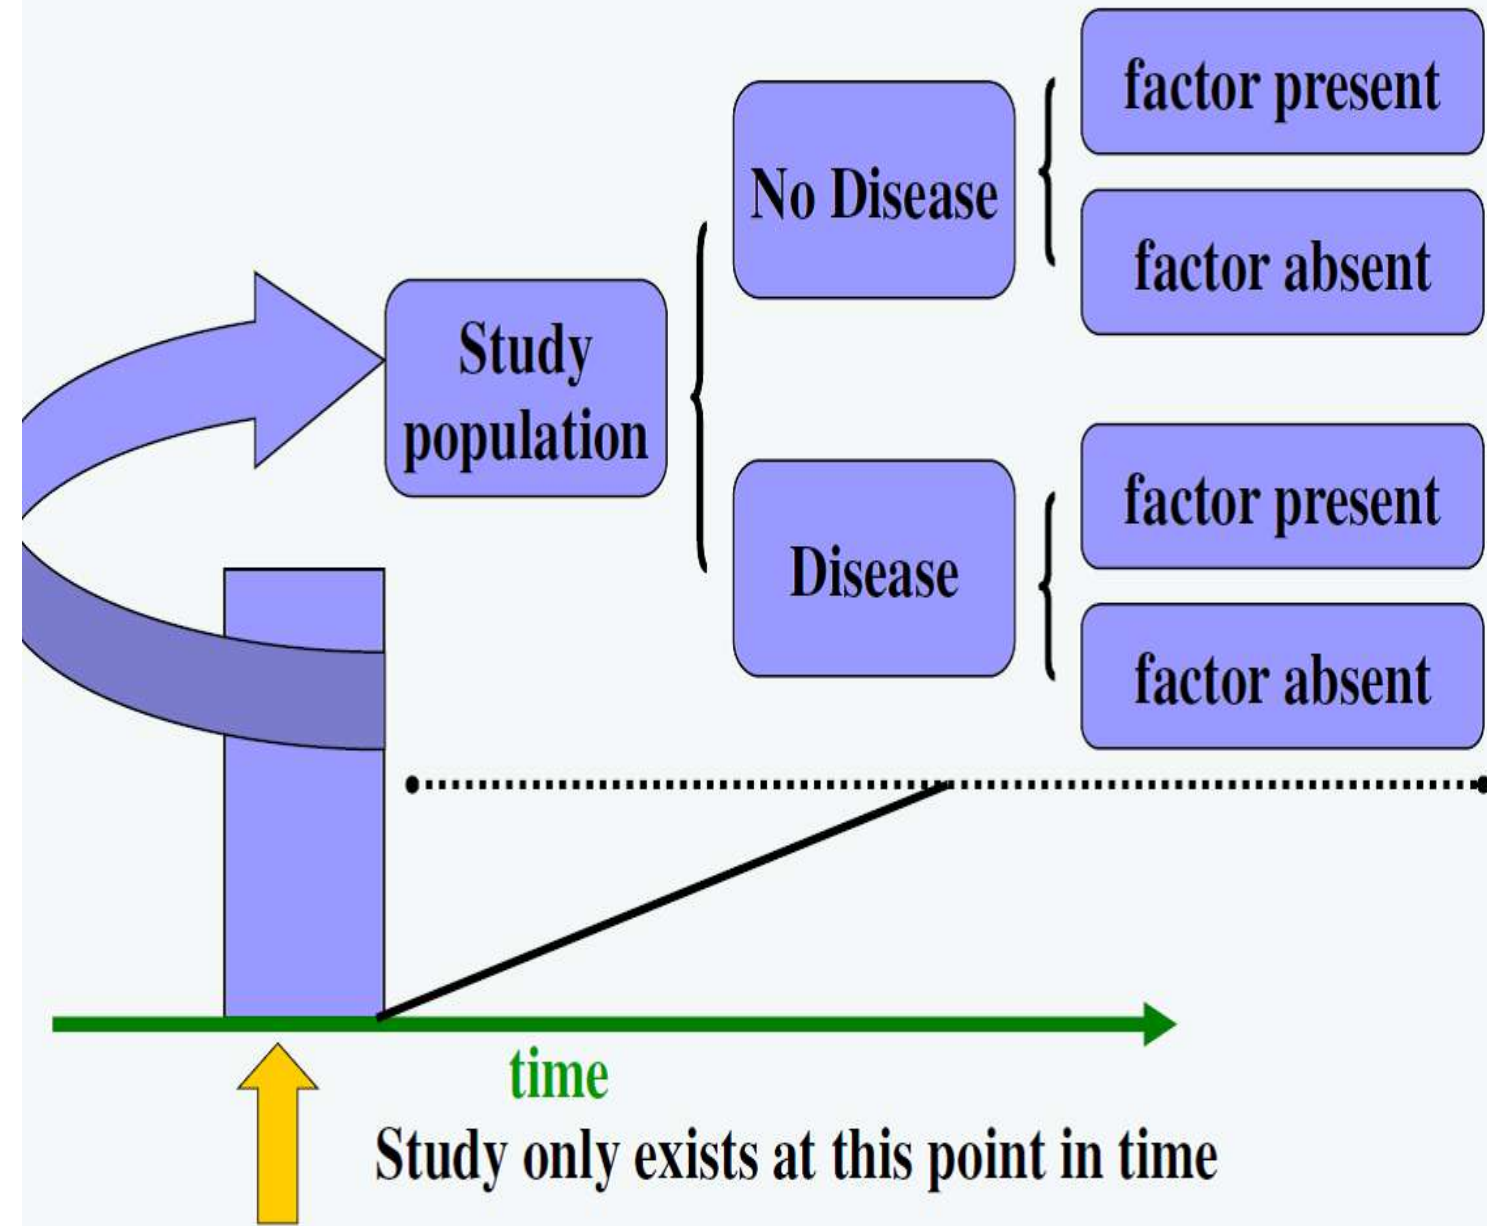 factor present
No Disease
factor absent
Study
population
factor present
Disease
factor absent
time
Study only exists at this point in time